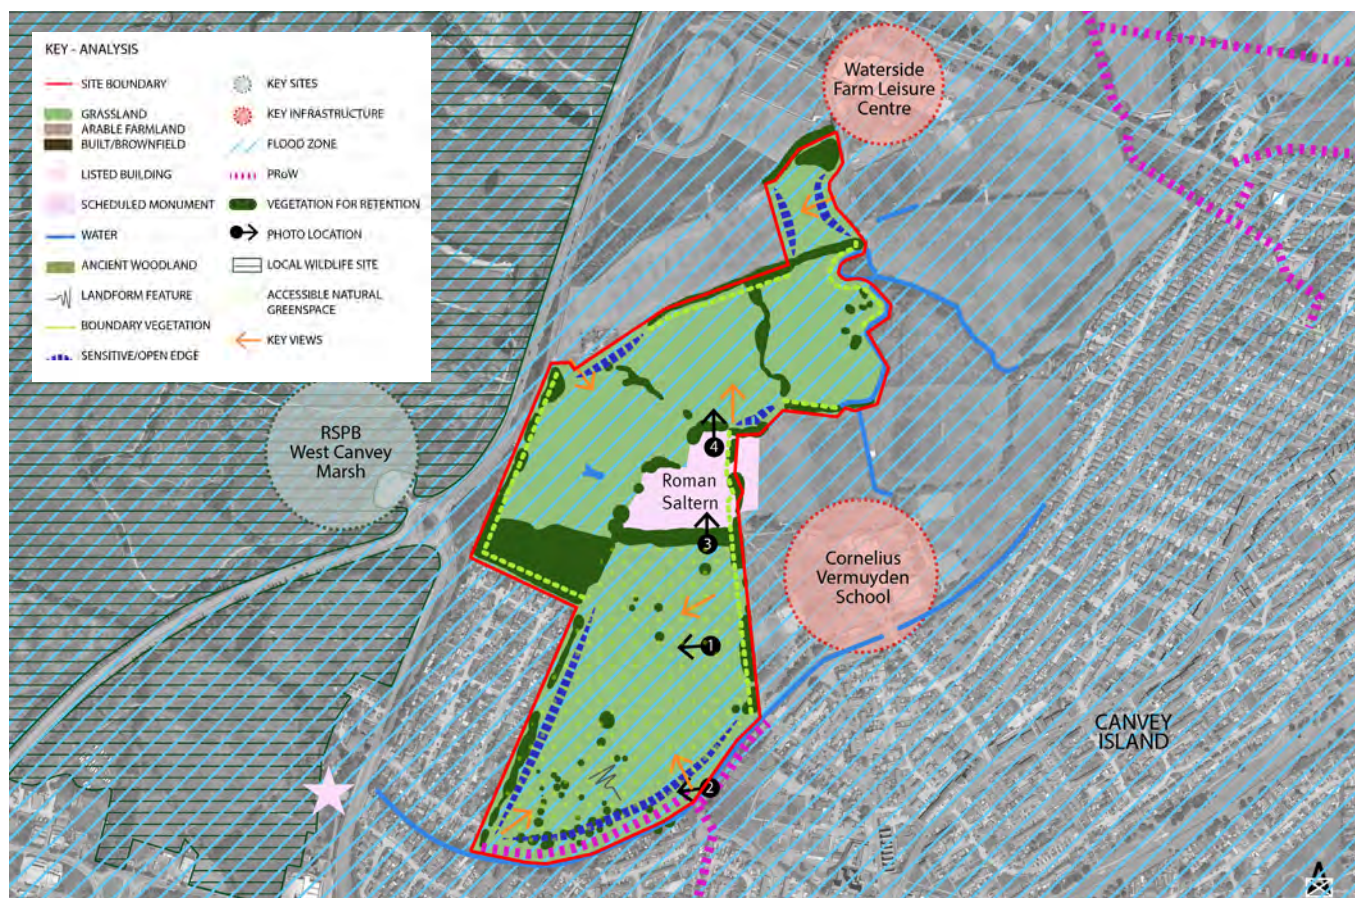 KEY - ANALYSIS
SITE BOUNDARY
GRASSLAND
ARABLE FARMLAND
BUILT/BROWNFIELD
LISTED BUILDING
SCHEDULED MONUMENT
WATER
ANCIENT WOODLAND
LANDFORM FEATURE
BOUNDARY VEGETATION
SENSITIVE/OPEN EDGE
KEY SITES
KEY INFRASTRUCTURE
FLOOD ZONE
PRoW
VEGETATION FOR RETENTION
PHOTO LOCATION
LOCAL WILDLIFE SITE
ACCESSIBLE NATURAL
GREENSPACE
KEY VIEWS
Waterside
Farm Leisure
Centre
RSPB
West Canvey
Marsh
4
Roman
Saltern
3
Cornelius
Vermuyden
School
1
CANVEY
ISLAND
2